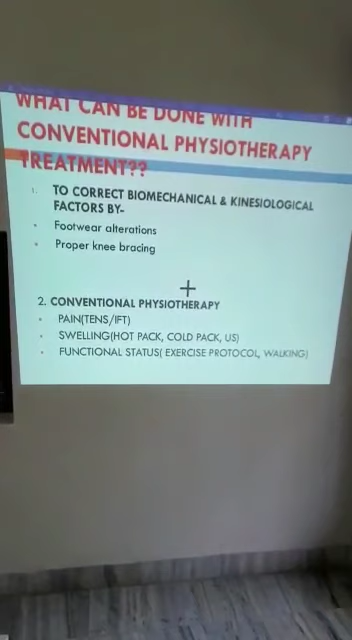 WHAT CAN BE DONE WITH
CONVENTIONAL PHYSIOTHERAPY
TREATMENT??
1. TO CORRECT BIOMECHANICAL & KINESIOLOGICAL
FACTORS BY-
• Footwear alterations
• Proper knee bracing
+
2. CONVENTIONAL PHYSIOTHERAPY
• PAIN(TENS/IFT)
• SWELLING(HOT PACK, COLD PACK, US)
• FUNCTIONAL STATUS( EXERCISE PROTOCOL, WALKING)